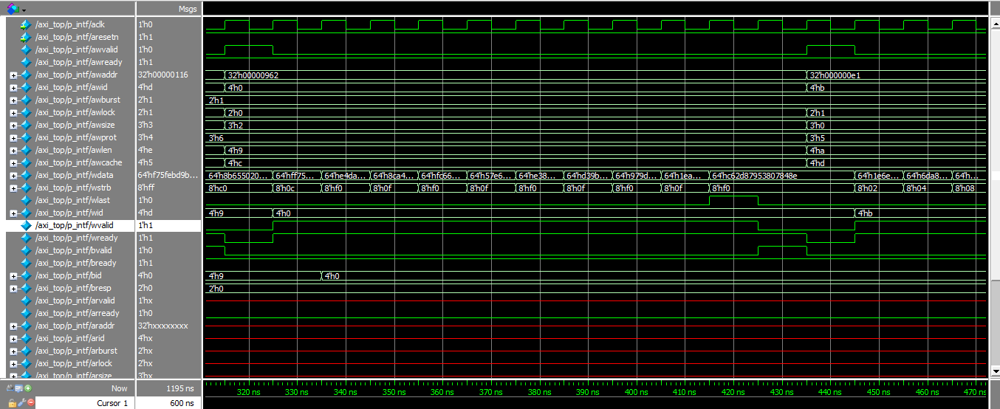 Msgs
/axi_top/p_intf/aclk 1'h0
/axi_top/p_intf/aresetn 1'h1
/axi_top/p_intf/awvalid 1'h0
/axi_top/p_intf/awready 1'h1
/axi_top/p_intf/awaddr 32'h00000116 32'h00000962 32'h000000e1
/axi_top/p_intf/awid 4'hd 4'h0 4'hb
/axi_top/p_intf/awburst 2'h1 2'h1
/axi_top/p_intf/awlock 2'h1 2'h0 2'h1
/axi_top/p_intf/awsize 3'h3 3'h2 3'h0
/axi_top/p_intf/awprot 3'h4 3'h6 3'h5
/axi_top/p_intf/awlen 4'he 4'h9 4'ha
/axi_top/p_intf/awcache 4'h5 4'hc 4'hd
/axi_top/p_intf/wdata 64'hf75febd9b... 64'h8b655020... 64'hff75... 64'he4da... 64'h8ca4... 64'hfc66... 64'h57e6... 64'he38... 64'hd39b... 64'h979d... 64'h1ea... 64'hc62d87953807848e 64'h1e6e... 64'h6da8... 64'h...
/axi_top/p_intf/wstrb 8'hff 8'hc0 8'h0c 8'hf0 8'h0f 8'hf0 8'h0f 8'hf0 8'h0f 8'hf0 8'h0f 8'hf0 8'h02 8'h04 8'h08
/axi_top/p_intf/wlast 1'h0
/axi_top/p_intf/wid 4'hd 4'h9 4'h0 4'hb
/axi_top/p_intf/wvalid 1'h1
/axi_top/p_intf/wready 1'h1
/axi_top/p_intf/bvalid 1'h0
/axi_top/p_intf/bready 1'h1
/axi_top/p_intf/bid 4'h0 4'h9 4'h0
/axi_top/p_intf/bresp 2'h0 2'h0
/axi_top/p_intf/arvalid 1'hx
/axi_top/p_intf/arready 1'h0
/axi_top/p_intf/araddr 32'hxxxxxxxx
/axi_top/p_intf/arid 4'hx
/axi_top/p_intf/arburst 2'hx
/axi_top/p_intf/arlock 2'hx
/axi_top/p_intf/arsize 3'hx
Now 1195 ns 320 ns 330 ns 340 ns 350 ns 360 ns 370 ns 380 ns 390 ns 400 ns 410 ns 420 ns 430 ns 440 ns 450 ns 460 ns 470 ns
Cursor 1 600 ns